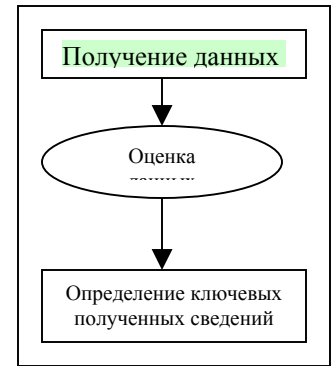 Получение данных
Оценка
Определение ключевых
полученных сведений